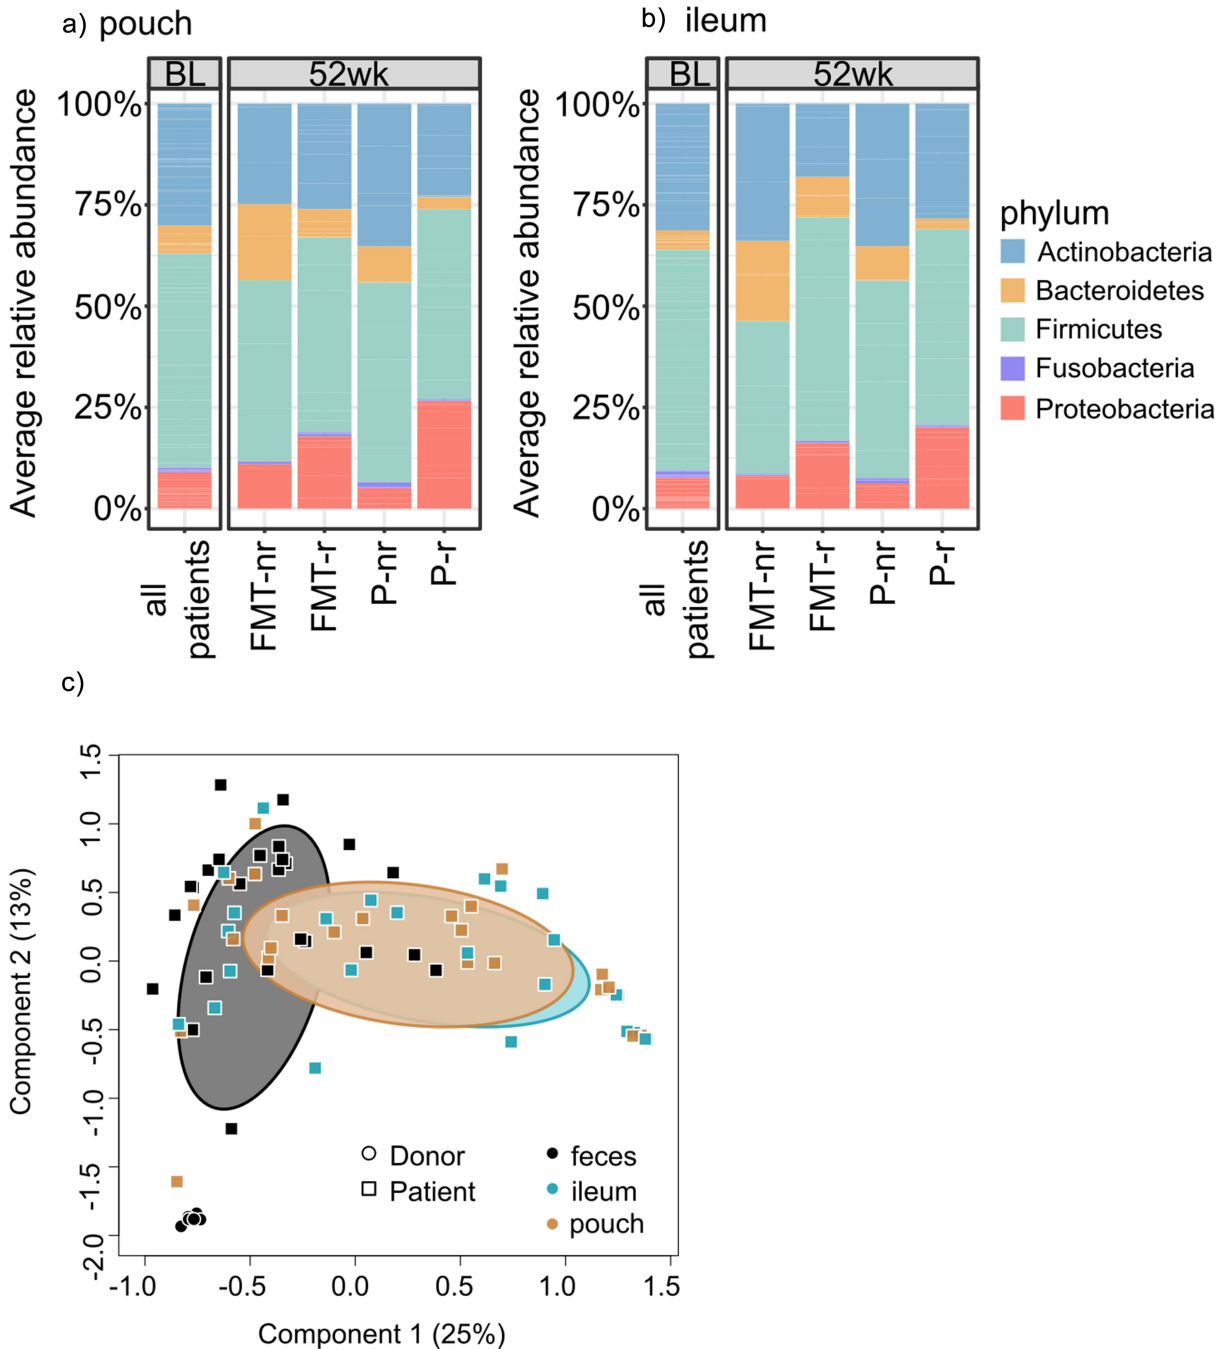 a) pouch
BL
52wk
Average relative abundance
100%
75%
50%
25%
0%
all
patients
FMT-nr
FMT-r
P-nr
P-r
b) ileum
BL
52wk
Average relative abundance
100%
75%
50%
25%
0%
all
patients
FMT-nr
FMT-r
P-nr
P-r
phylum
Actinobacteria
Bacteroidetes
Firmicutes
Fusobacteria
Proteobacteria
c)
Component 2 (13%)
1.5
1.0
0.5
0.0
-0.5
-1.0
-1.5
-2.0
Donor
Patient
feces
ileum
pouch
-1.0 -0.5 0.0 0.5 1.0 1.5
Component 1 (25%)